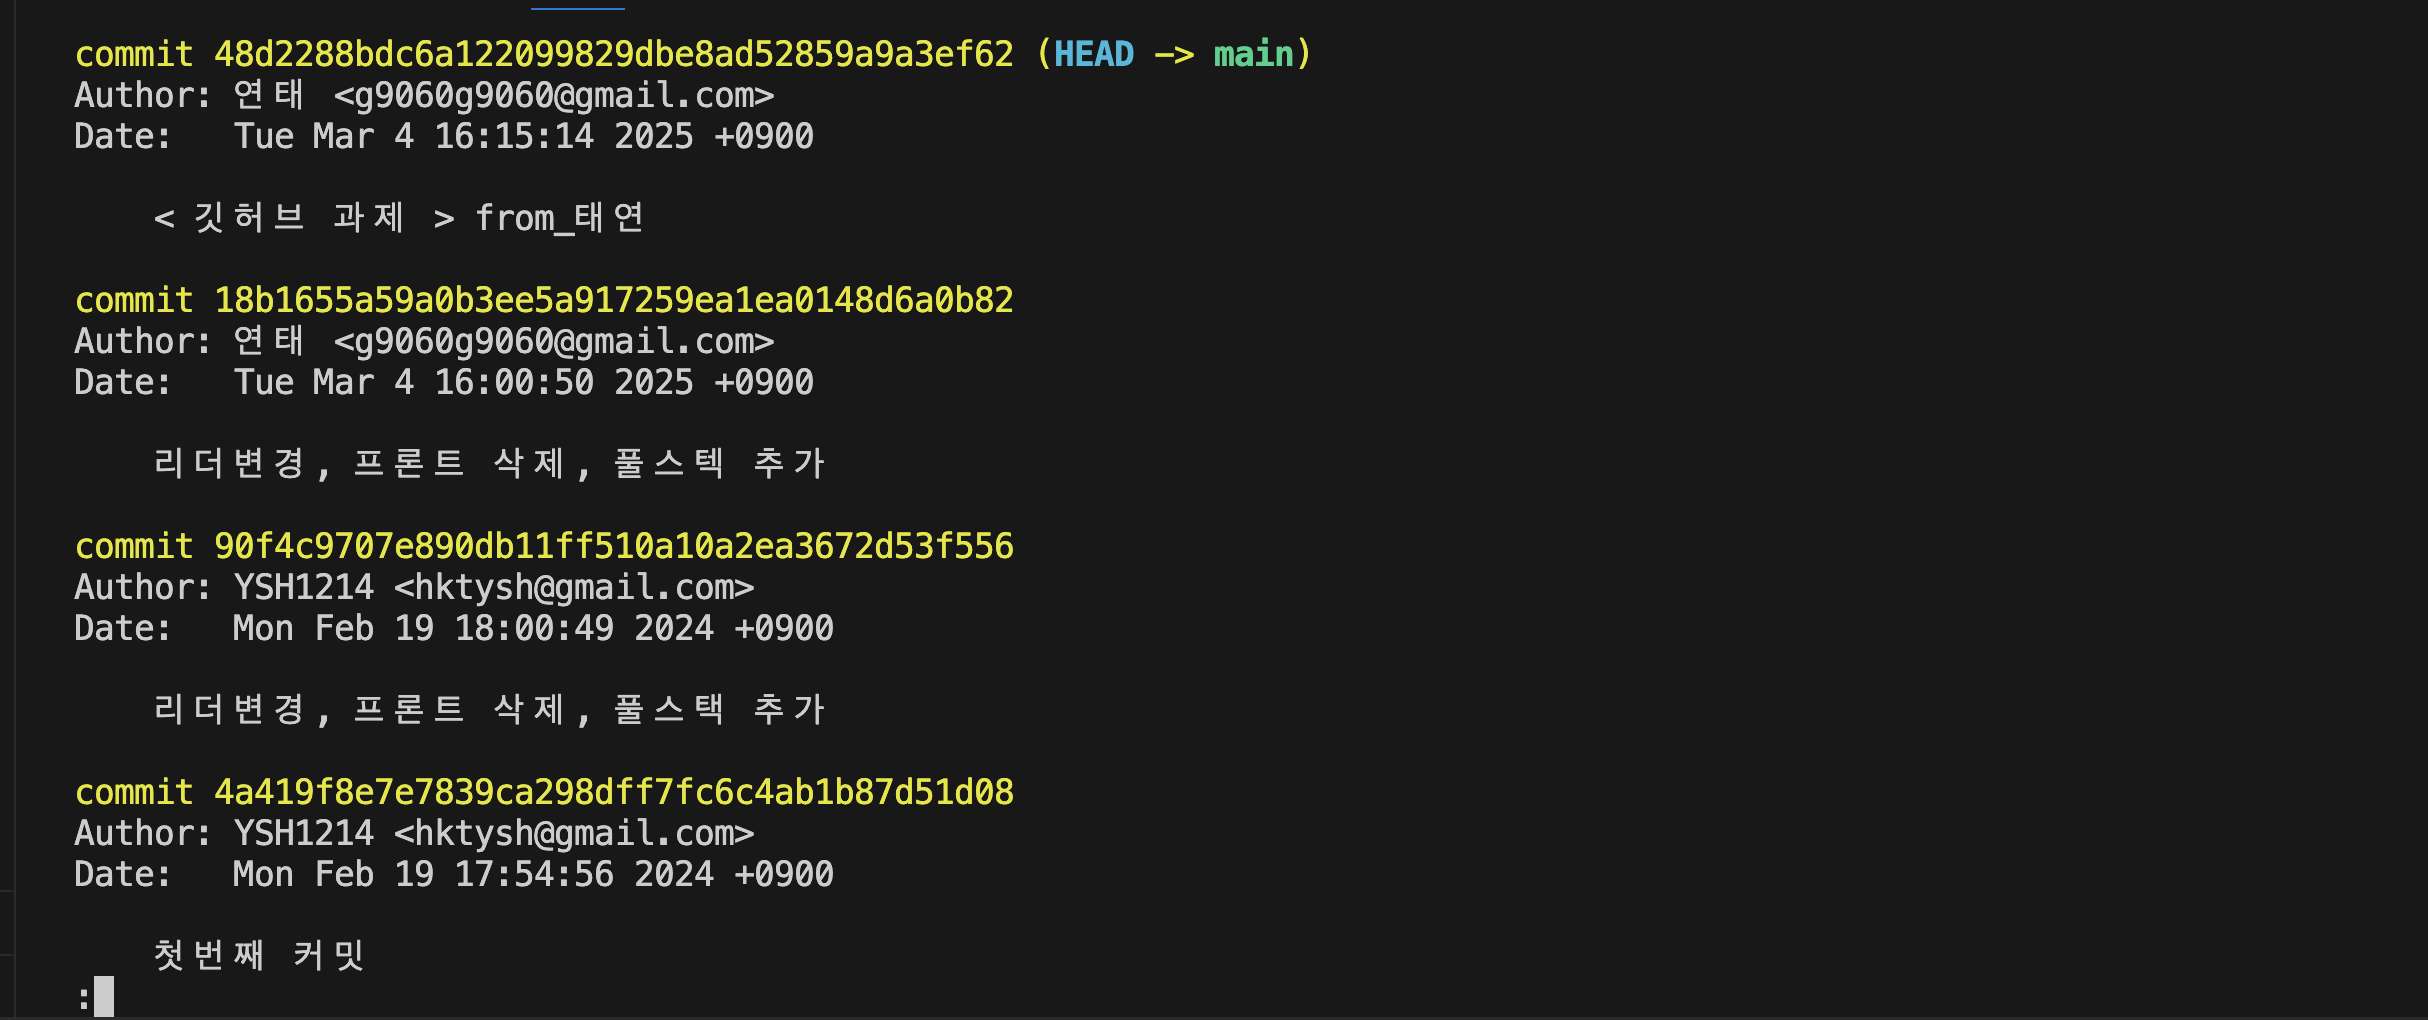 commit 48d2288bdc6a122099829dbe8ad52859a9a3ef62 (HEAD -> main)
Author: 연태 <g9060g9060@gmail.com>
Date:   Tue Mar 4 16:15:14 2025 +0900
< 깃허브 과제 > from_태연
commit 18b1655a59a0b3ee5a917259ea1ea0148d6a0b82
Author: 연태 <g9060g9060@gmail.com>
Date:   Tue Mar 4 16:00:50 2025 +0900
리더변경, 프론트 삭제, 풀스텍 추가
commit 90f4c9707e890db11ff510a10a2ea3672d53f556
Author: YSH1214 <hktysh@gmail.com>
Date:   Mon Feb 19 18:00:49 2024 +0900
리더변경, 프론트 삭제, 풀스택 추가
commit 4a419f8e7e7839ca298dff7fc6c4ab1b87d51d08
Author: YSH1214 <hktysh@gmail.com>
Date:   Mon Feb 19 17:54:56 2024 +0900
첫번째 커밋
: